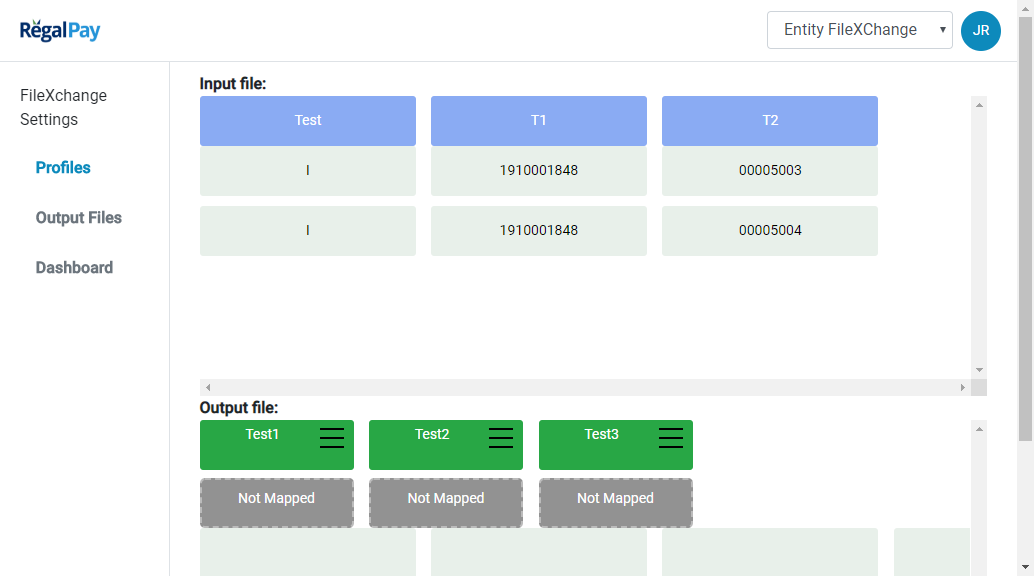 RegalPay
Entity FileXChange
JR
FileXchange
Settings
Profiles
Output Files
Dashboard
Input file:
Test T1 T2
I 1910001848 00005003
I 1910001848 00005004
Output file:
Test1 Test2 Test3
Not Mapped Not Mapped Not Mapped